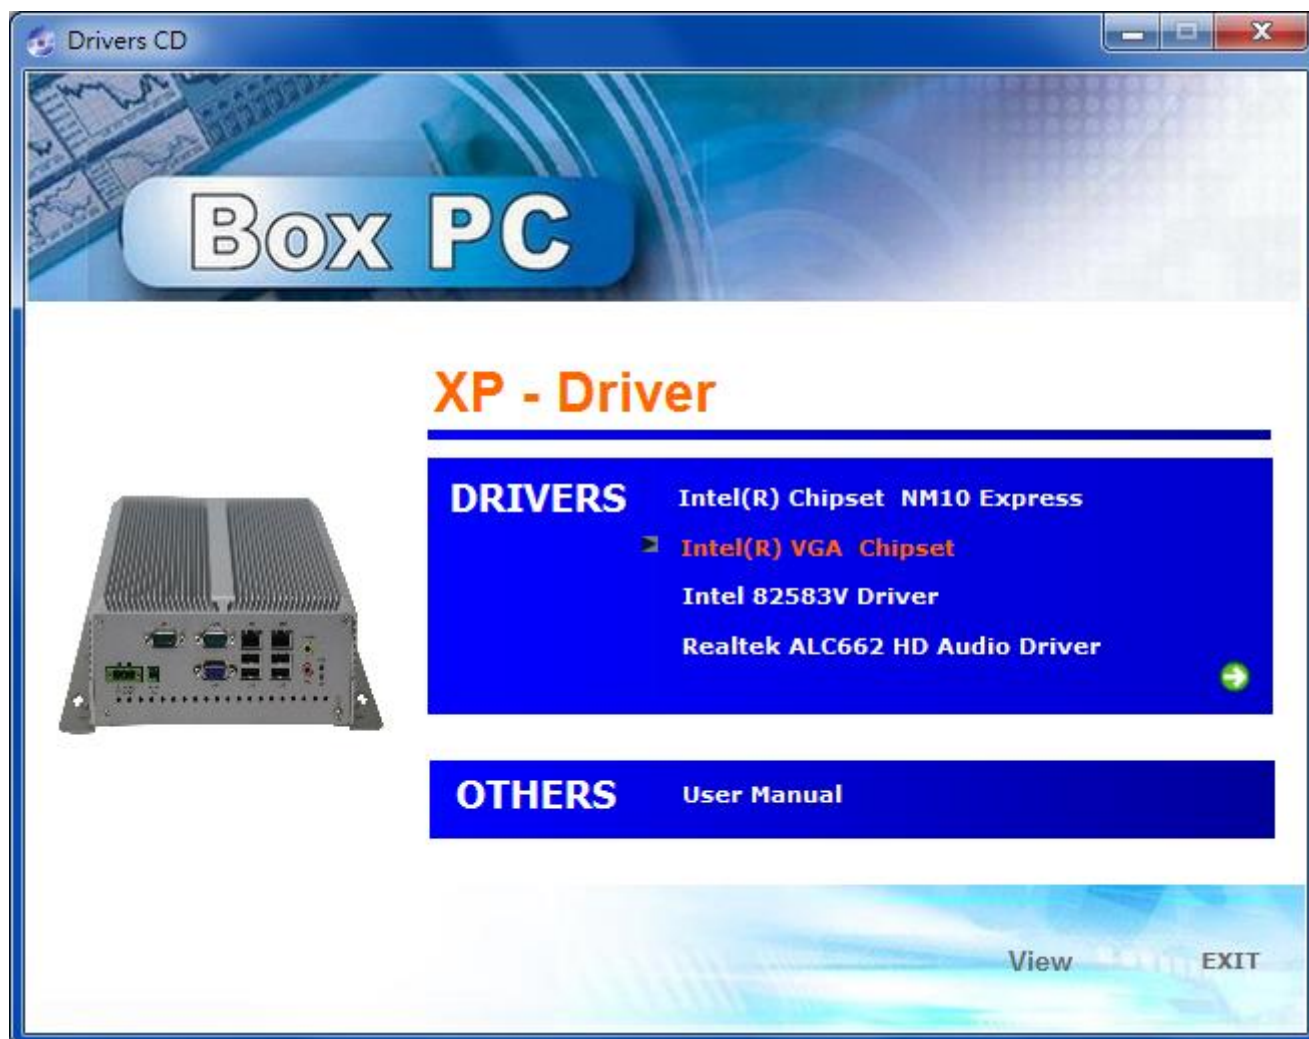 Drivers CD
Box PC
XP - Driver
DRIVERS
Intel(R) Chipset  NM10 Express
Intel(R) VGA  Chipset
Intel 82583V Driver
Realtek ALC662 HD Audio Driver
OTHERS
User Manual
View
EXIT